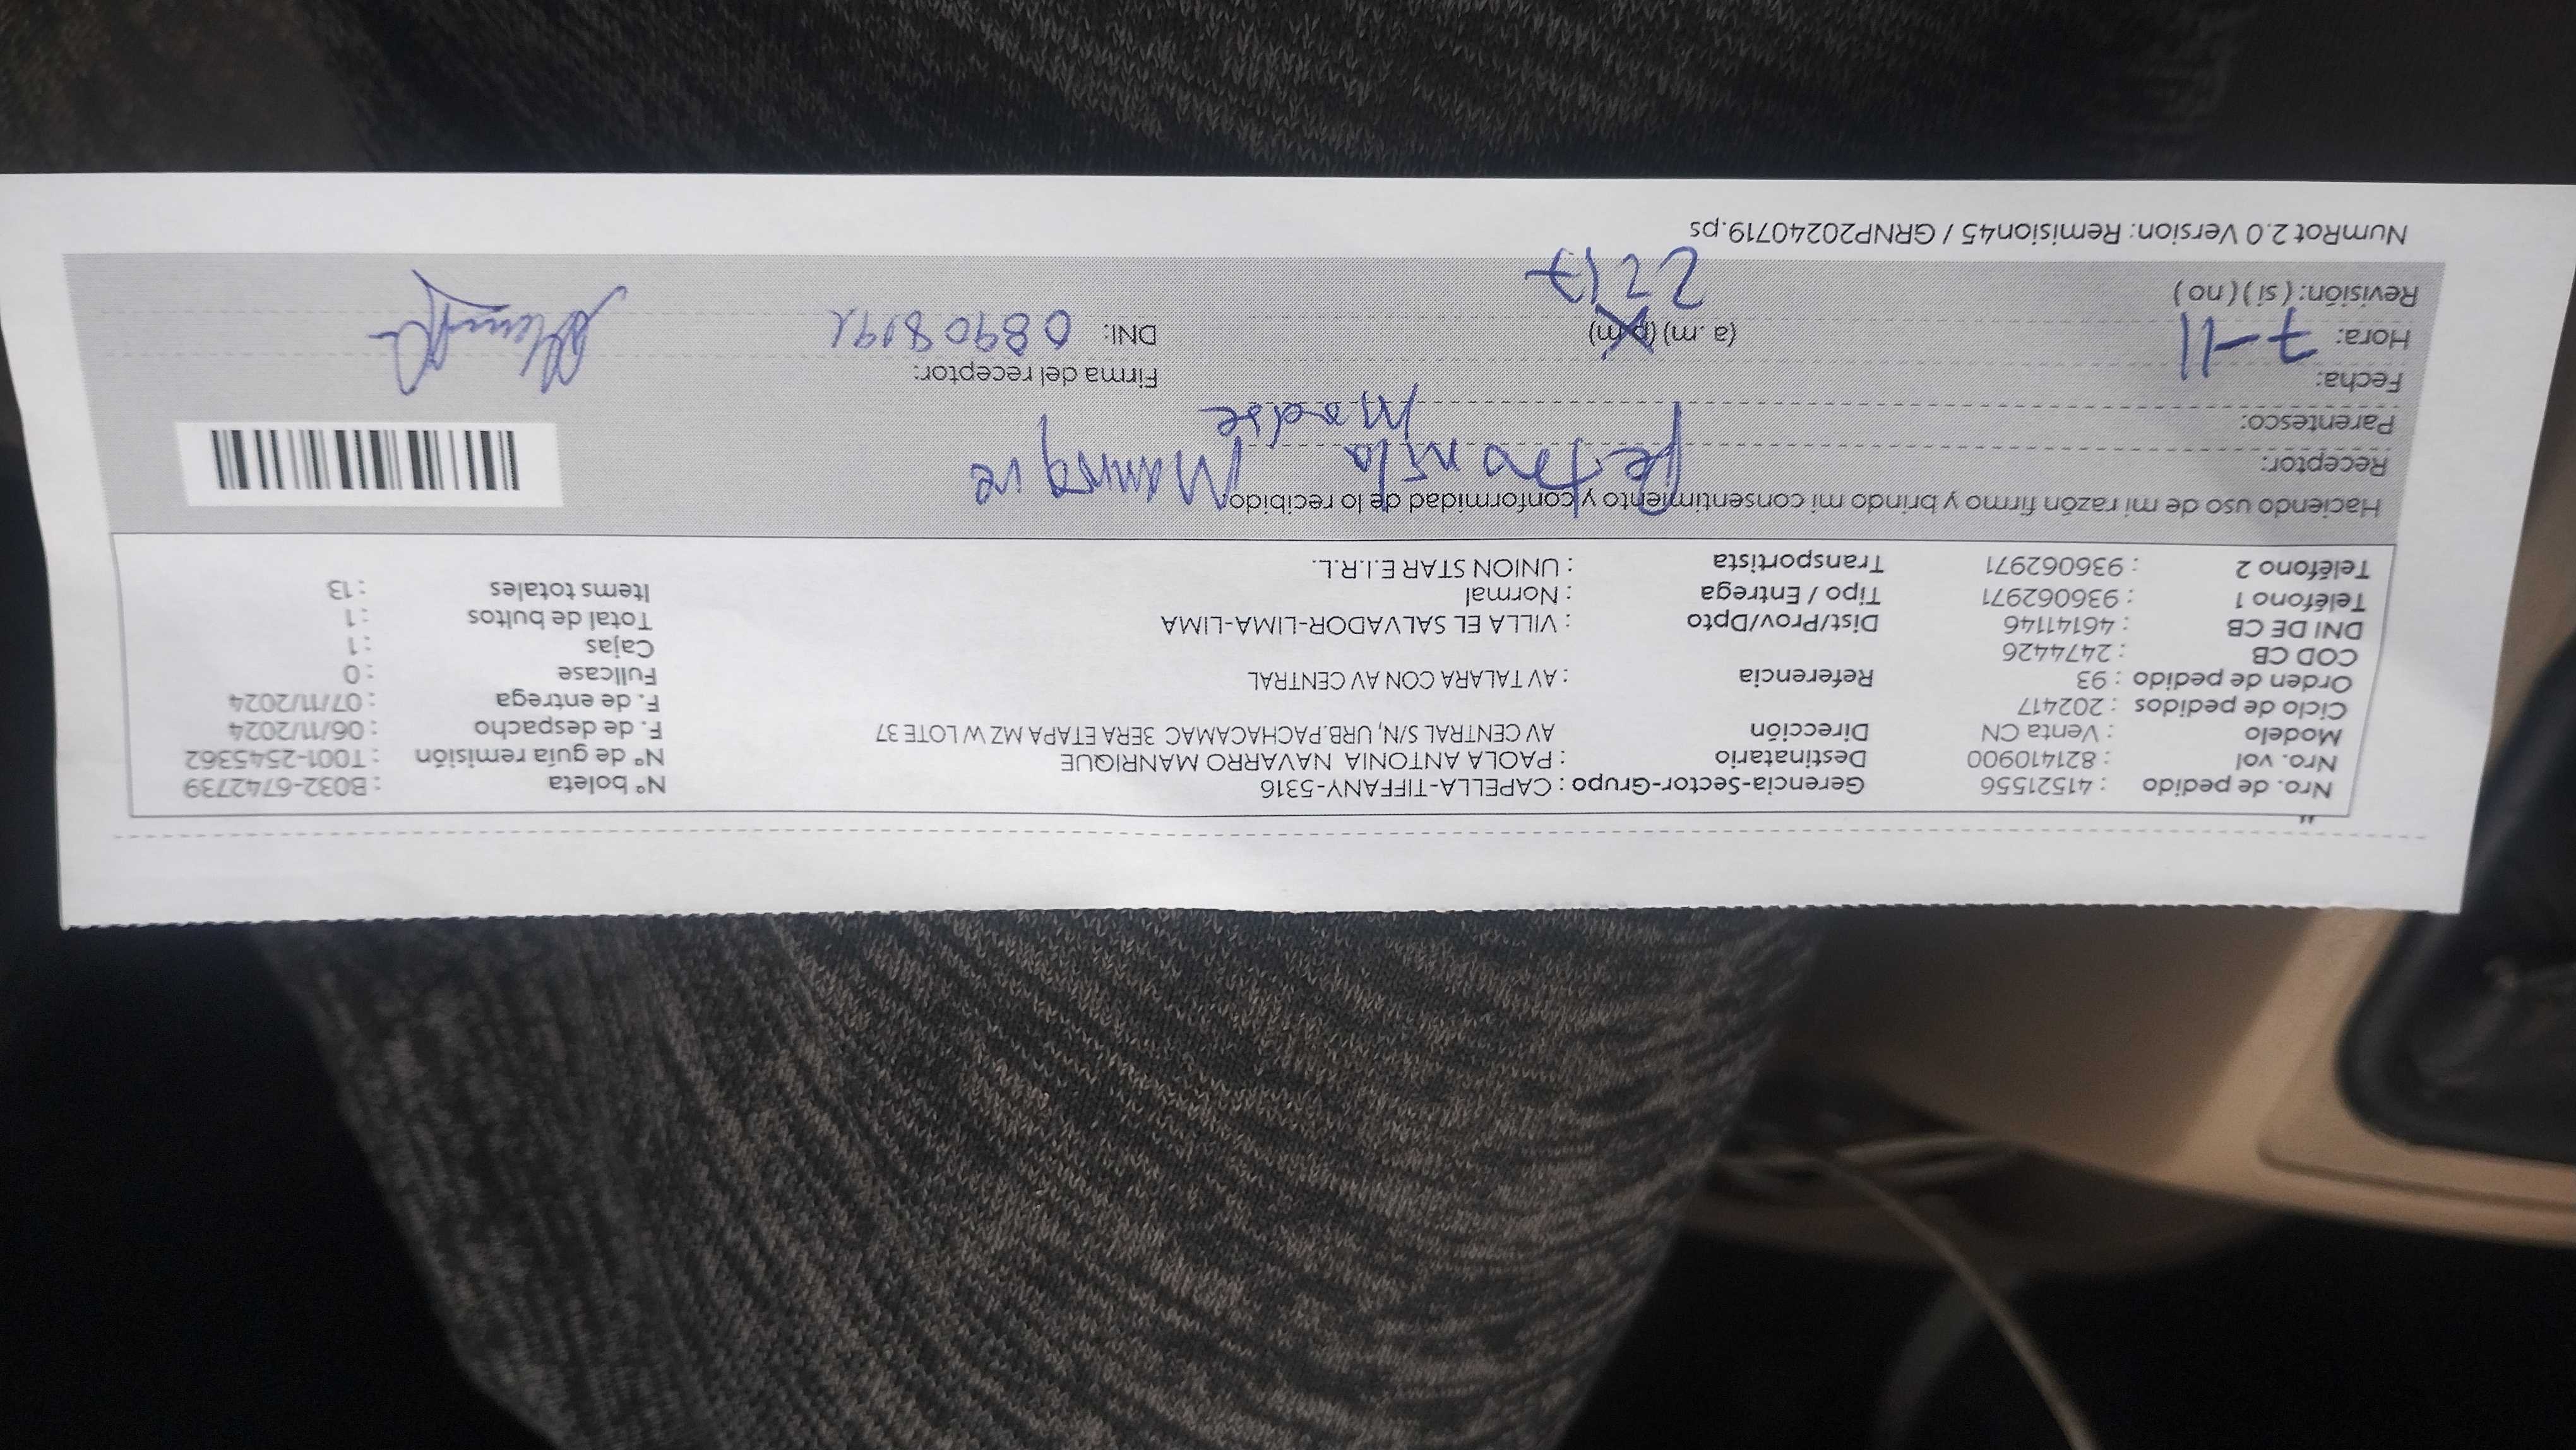 Nro. de pedido : 41521556 Gerencia-Sector-Grupo : CAPELLA-TIFFANY-5316 N° boleta : B032-6742739
Nro. vol : 821410900 Destinatario : PAOLA ANTONIA NAVARRO MANRIQUE N° de guía remisión : T001-2545362
Modelo : Venta CN Dirección AV CENTRAL S/N, URB.PACHACAMAC 3ERA ETAPA MZ W LOTE 37 F. de despacho : 06/11/2024
Ciclo de pedidos : 202417 F. de entrega : 07/11/2024
Orden de pedido : 93 Referencia : AV TALARA CON AV CENTRAL Fullcase : 0
COD CB : 2474426 Cajas : 1
DNI DE CB : 46141146 Dist/Prov/Dpto : VILLA EL SALVADOR-LIMA-LIMA Total de bultos : 1
Teléfono 1 : 936062971 Tipo / Entrega : Normal Items totales : 13
Teléfono 2 : 936062971 Transportista : UNION STAR E.I.R.L.
Haciendo uso de mi razón firmo y brindo mi consentimiento y conformidad de lo recibido.
Receptor: Petronila Manrique
Parentesco: Madre
Fecha: 7-11 Firma del receptor:
Hora: (a.m) (p.m) DNI:
Revisión: ( si ) ( no ) 2217
NumRot 2.0 Version: Remision45 / GRNP20240719.ps